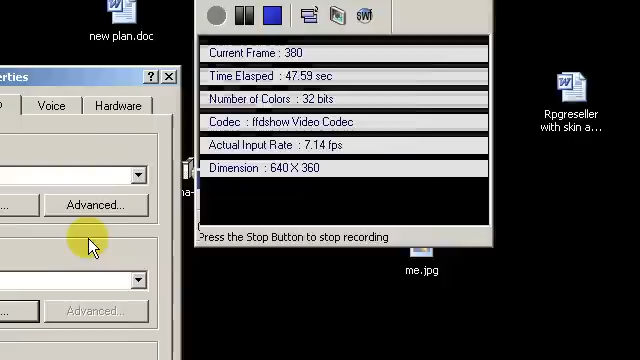 new plan.doc
erties
Voice
Hardware
...
Advanced...
...
Advanced...
SWF
Current Frame : 380
Time Elasped : 47.59 sec
Number of Colors : 32 bits
Codec : ffdshow Video Codec
Actual Input Rate : 7.14 fps
Dimension : 640 X 360
Press the Stop Button to stop recording
me.jpg
Rpgreseller
with skin a...